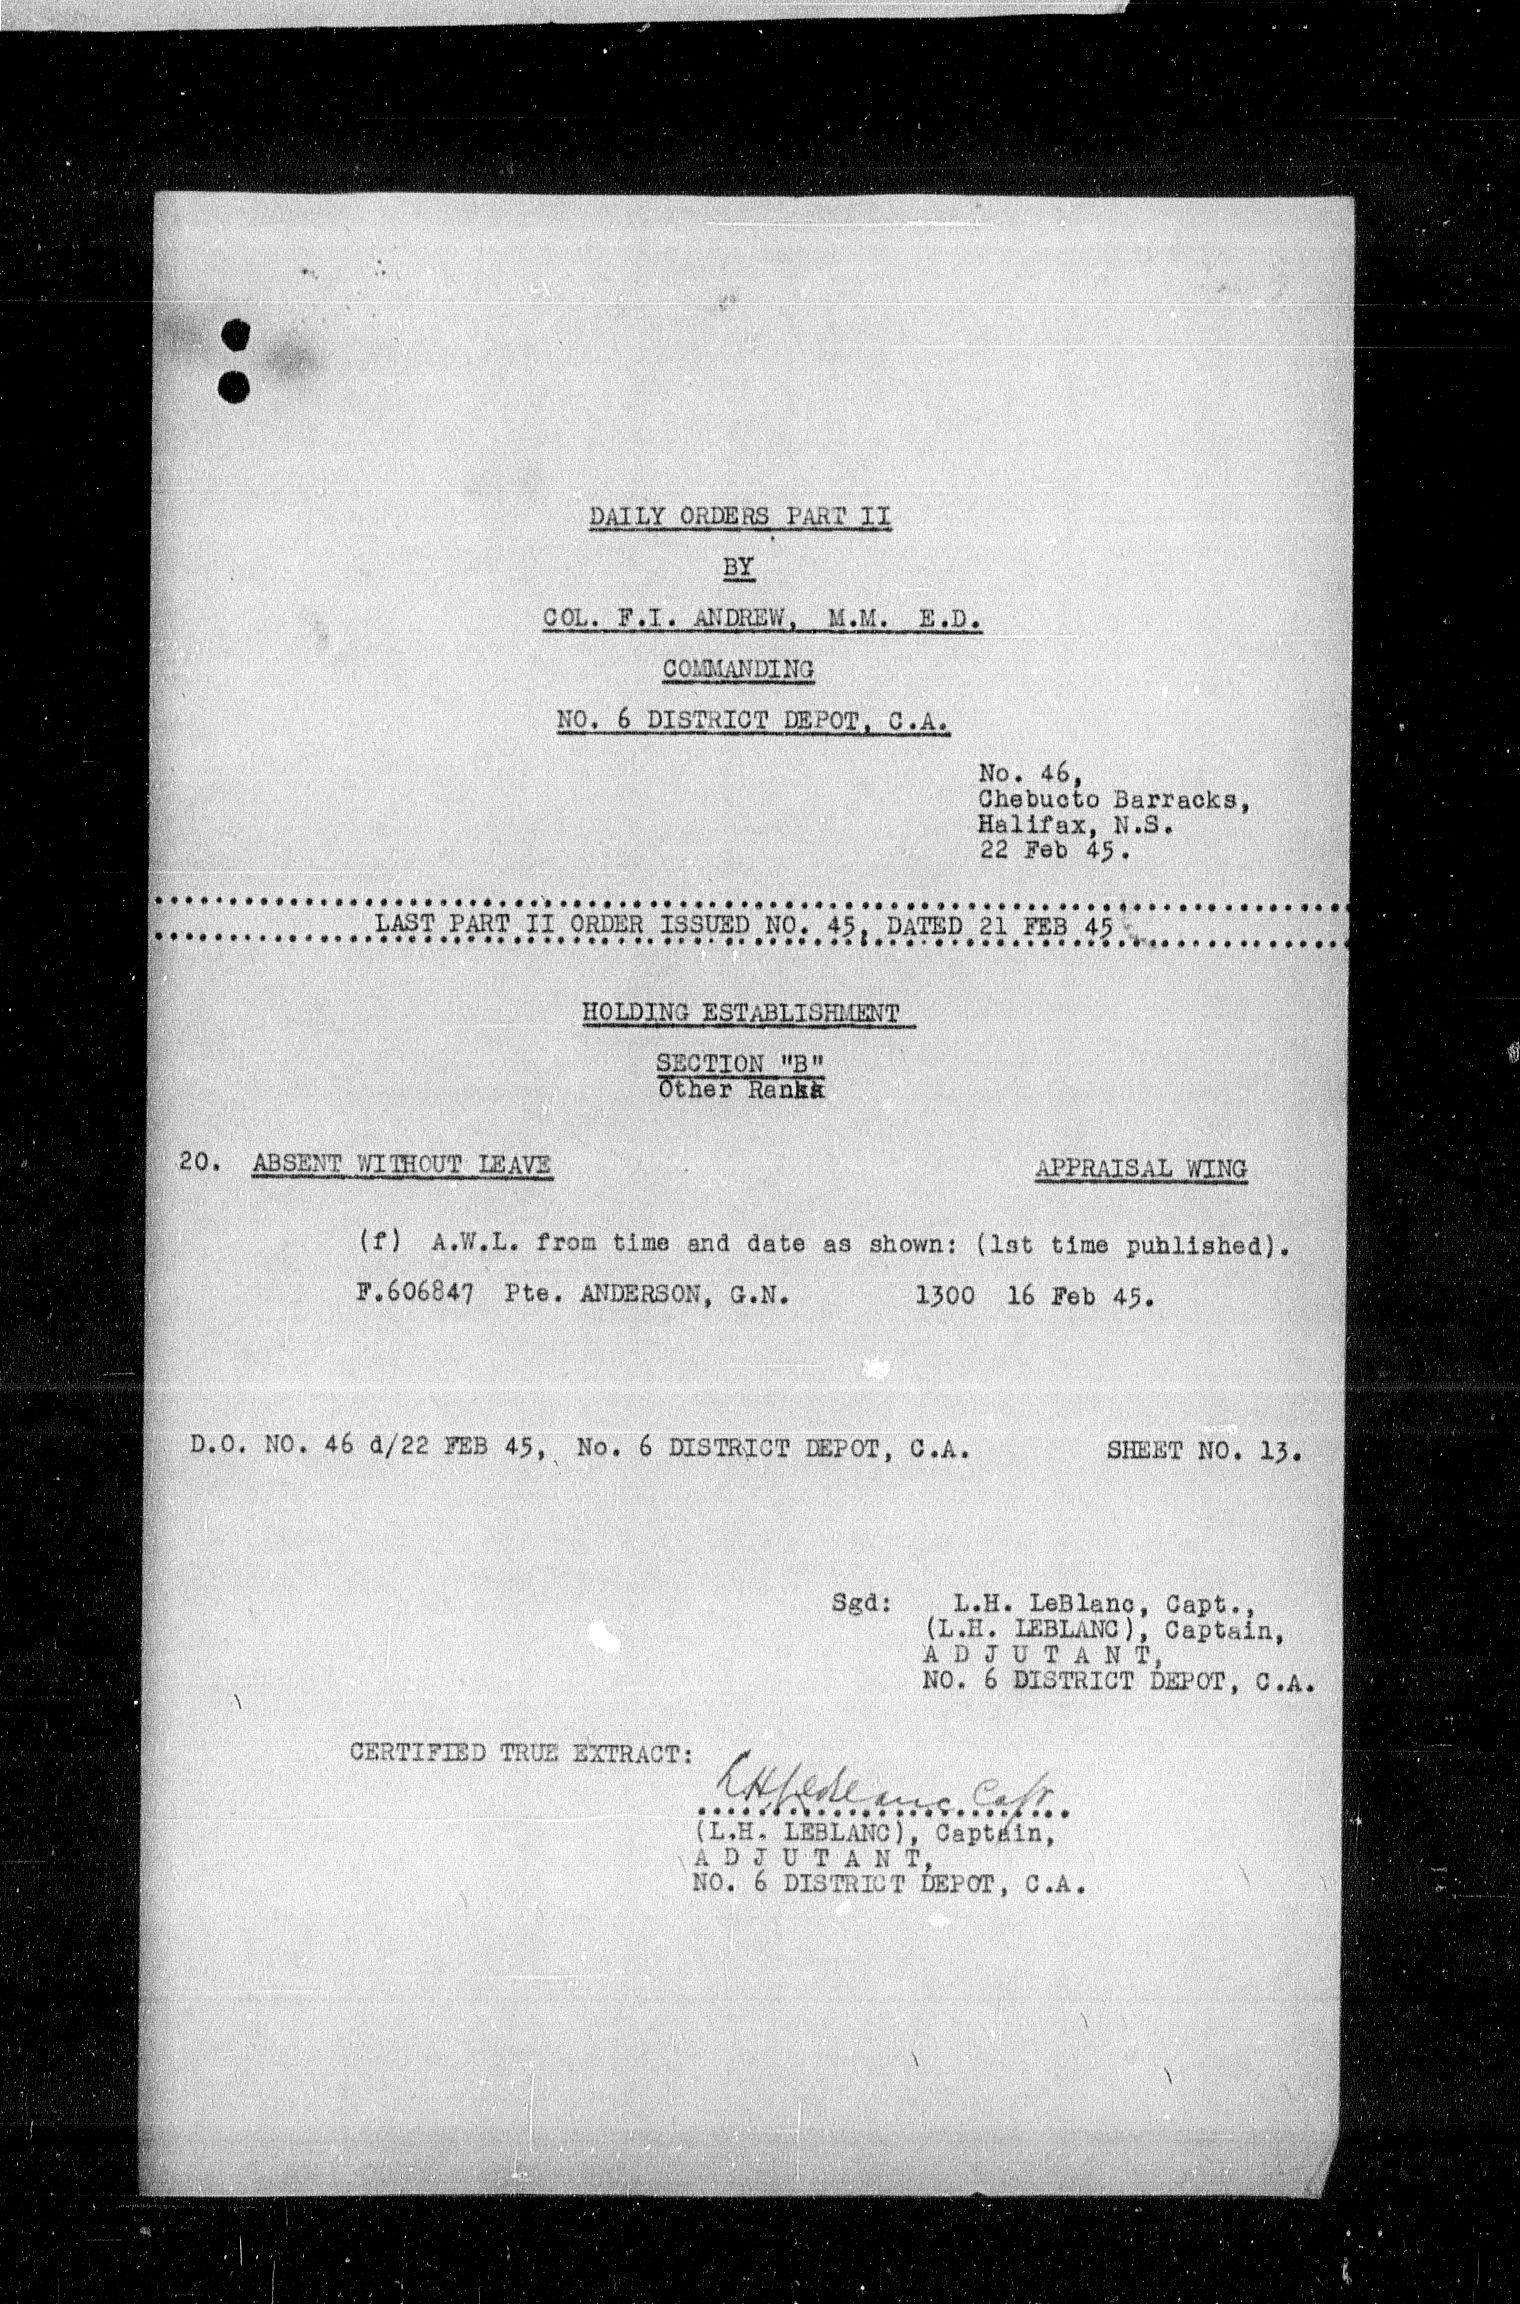 DAILY ORDERS PART II
BY
COL. F.I. ANDREW, M.M. E.D.
COMMANDING
NO. 6 DISTRICT DEPOT, C.A.
No. 46,
Chebucto Barracks,
Halifax, N.S.
22 Feb 45.
LAST PART II ORDER ISSUED NO. 45, DATED 21 FEB 45
HOLDING ESTABLISHMENT
SECTION "B"
Other Ranks
20. ABSENT WITHOUT LEAVE APPRAISAL WING
(f) A.W.L. from time and date as shown: (1st time published).
F.606847 Pte. ANDERSON, G.N. 1300 16 Feb 45.
D.O. NO. 46 d/22 FEB 45, No. 6 DISTRICT DEPOT, C.A. SHEET NO. 13.
Sgd: L.H. LeBlanc, Capt.,
(L.H. LEBLANC), Captain,
A D J U T A N T,
NO. 6 DISTRICT DEPOT, C.A.
CERTIFIED TRUE EXTRACT:
LH LeBlanc Capt
(L.H. LEBLANC), Captain,
A D J U T A N T,
NO. 6 DISTRICT DEPOT, C.A.